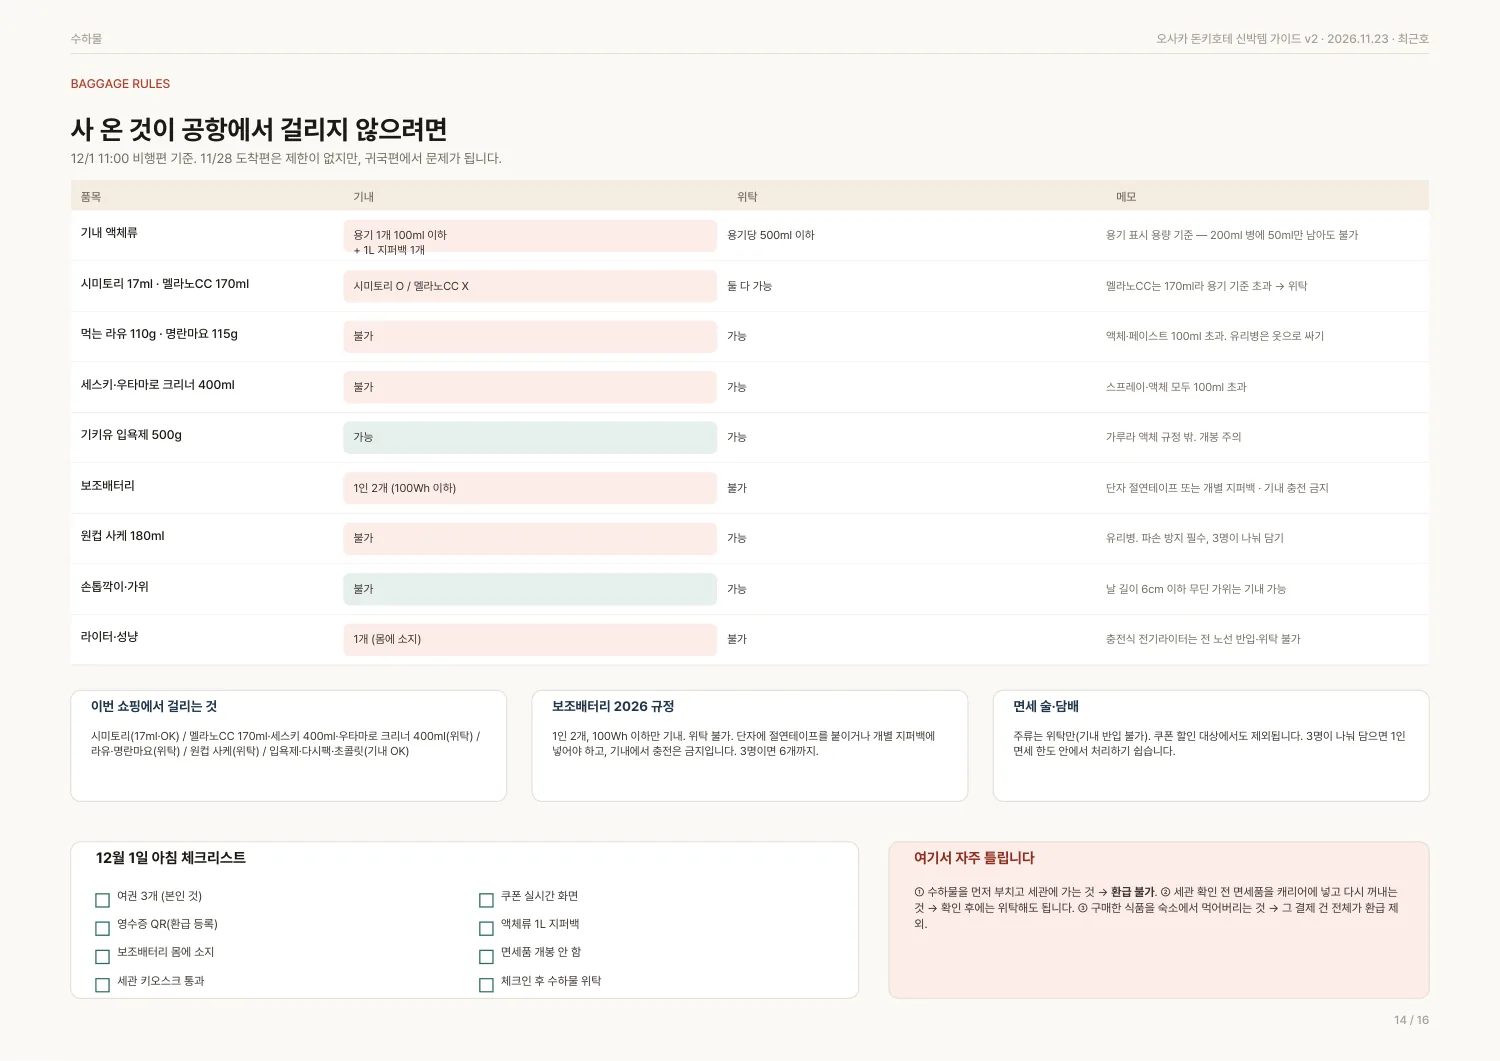 수하물
오사카 돈키호테 신박템 가이드 v2 · 2026.11.23 · 최근호
BAGGAGE RULES
사 온 것이 공항에서 걸리지 않으려면
12/1 11:00 비행편 기준. 11/28 도착편은 제한이 없지만, 귀국편에서 문제가 됩니다.
품목 기내 위탁 메모
기내 액체류 용기 1개 100ml 이하 용기당 500ml 이하 용기 표시 용량 기준 — 200ml 병에 50ml만 남아도 불가
+ 1L 지퍼백 1개
시미토리 17ml · 멜라노CC 170ml 시미토리 O / 멜라노CC X 둘 다 가능 멜라노CC는 170ml라 용기 기준 초과 → 위탁
먹는 라유 110g · 명란마요 115g 불가 가능 액체·페이스트 100ml 초과. 유리병은 옷으로 싸기
세스키·우타마로 크리너 400ml 불가 가능 스프레이·액체 모두 100ml 초과
기키유 입욕제 500g 가능 가능 가루라 액체 규정 밖. 개봉 주의
보조배터리 1인 2개 (100Wh 이하) 불가 단자 절연테이프 또는 개별 지퍼백 · 기내 충전 금지
원컵 사케 180ml 불가 가능 유리병. 파손 방지 필수, 3명이 나눠 담기
손톱깍이·가위 불가 가능 날 길이 6cm 이하 무딘 가위는 기내 가능
라이터·성냥 1개 (몸에 소지) 불가 충전식 전기라이터는 전 노선 반입·위탁 불가
이번 쇼핑에서 걸리는 것
시미토리(17ml·OK) / 멜라노CC 170ml·세스키 400ml·우타마로 크리너 400ml(위탁) /
라유·명란마요(위탁) / 원컵 사케(위탁) / 입욕제·다시팩·초콜릿(기내 OK)
보조배터리 2026 규정
1인 2개, 100Wh 이하만 기내. 위탁 불가. 단자에 절연테이프를 붙이거나 개별 지퍼백에
넣어야 하고, 기내에서 충전은 금지입니다. 3명이면 6개까지.
면세 술·담배
주류는 위탁만(기내 반입 불가). 쿠폰 할인 대상에서도 제외됩니다. 3명이 나눠 담으면 1인
면세 한도 안에서 처리하기 쉽습니다.
12월 1일 아침 체크리스트
여권 3개 (본인 것) 쿠폰 실시간 화면
영수증 QR(환급 등록) 액체류 1L 지퍼백
보조배터리 몸에 소지 면세품 개봉 안 함
세관 키오스크 통과 체크인 후 수하물 위탁
여기서 자주 틀립니다
① 수하물을 먼저 부치고 세관에 가는 것 → 환급 불가. ② 세관 확인 전 면세품을 캐리어에 넣고 다시 꺼내는
것 → 확인 후에는 위탁해도 됩니다. ③ 구매한 식품을 숙소에서 먹어버리는 것 → 그 결제 건 전체가 환급 제
외.
14 / 16